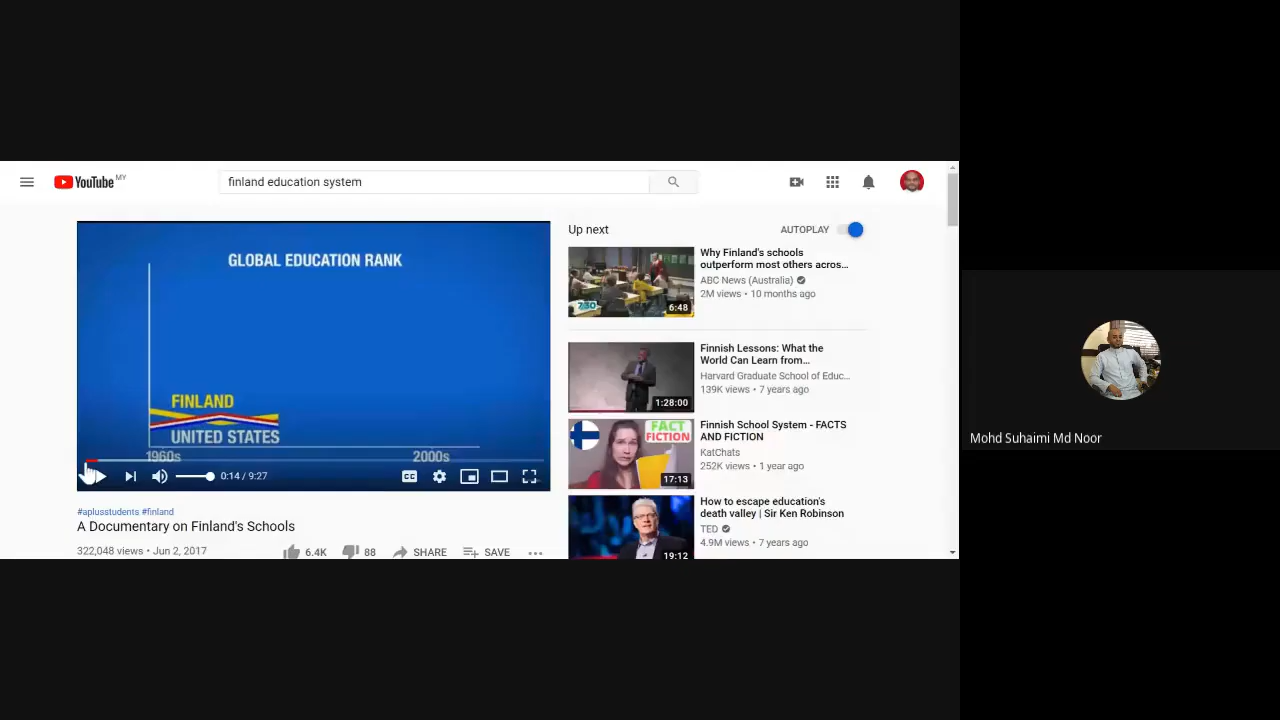 YouTube MY
finland education system
GLOBAL EDUCATION RANK
FINLAND
UNITED STATES
1960s
2000s
0:14 / 9:27
CC
#aplusstudents #finland
A Documentary on Finland's Schools
322,048 views • Jun 2, 2017
6.4K
88
SHARE
SAVE
Up next
AUTOPLAY
7.30
6:48
Why Finland's schools
outperform most others acros...
ABC News (Australia)
2M views • 10 months ago
1:28:00
Finnish Lessons: What the
World Can Learn from...
Harvard Graduate School of Educ...
139K views • 7 years ago
FACT
FICTION
17:13
Finnish School System - FACTS
AND FICTION
KatChats
252K views • 1 year ago
19:12
How to escape education's
death valley | Sir Ken Robinson
TED
4.9M views • 7 years ago
Mohd Suhaimi Md Noor